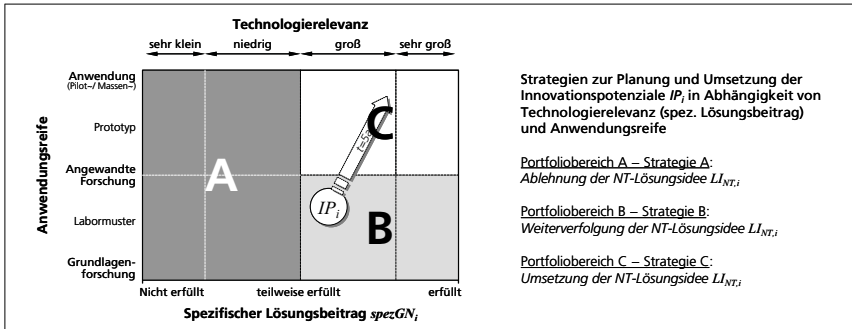 Technologierelevanz
sehr klein niedrig groß sehr groß
Anwendung
(Pilot~/ Massen~)
Prototyp
Angewandte
Forschung
Labormuster
Grundlagen-
forschung
Anwendungsreife
A
B
C
t=5a
IPi
Nicht erfüllt teilweise erfüllt erfüllt
Spezifischer Lösungsbeitrag spezGNi
Strategien zur Planung und Umsetzung der
Innovationspotenziale IPi in Abhängigkeit von
Technologierelevanz (spez. Lösungsbeitrag)
und Anwendungsreife
Portfoliobereich A – Strategie A:
Ablehnung der NT-Lösungsidee LINT,i
Portfoliobereich B – Strategie B:
Weiterverfolgung der NT-Lösungsidee LINT,i
Portfoliobereich C – Strategie C:
Umsetzung der NT-Lösungsidee LINT,i